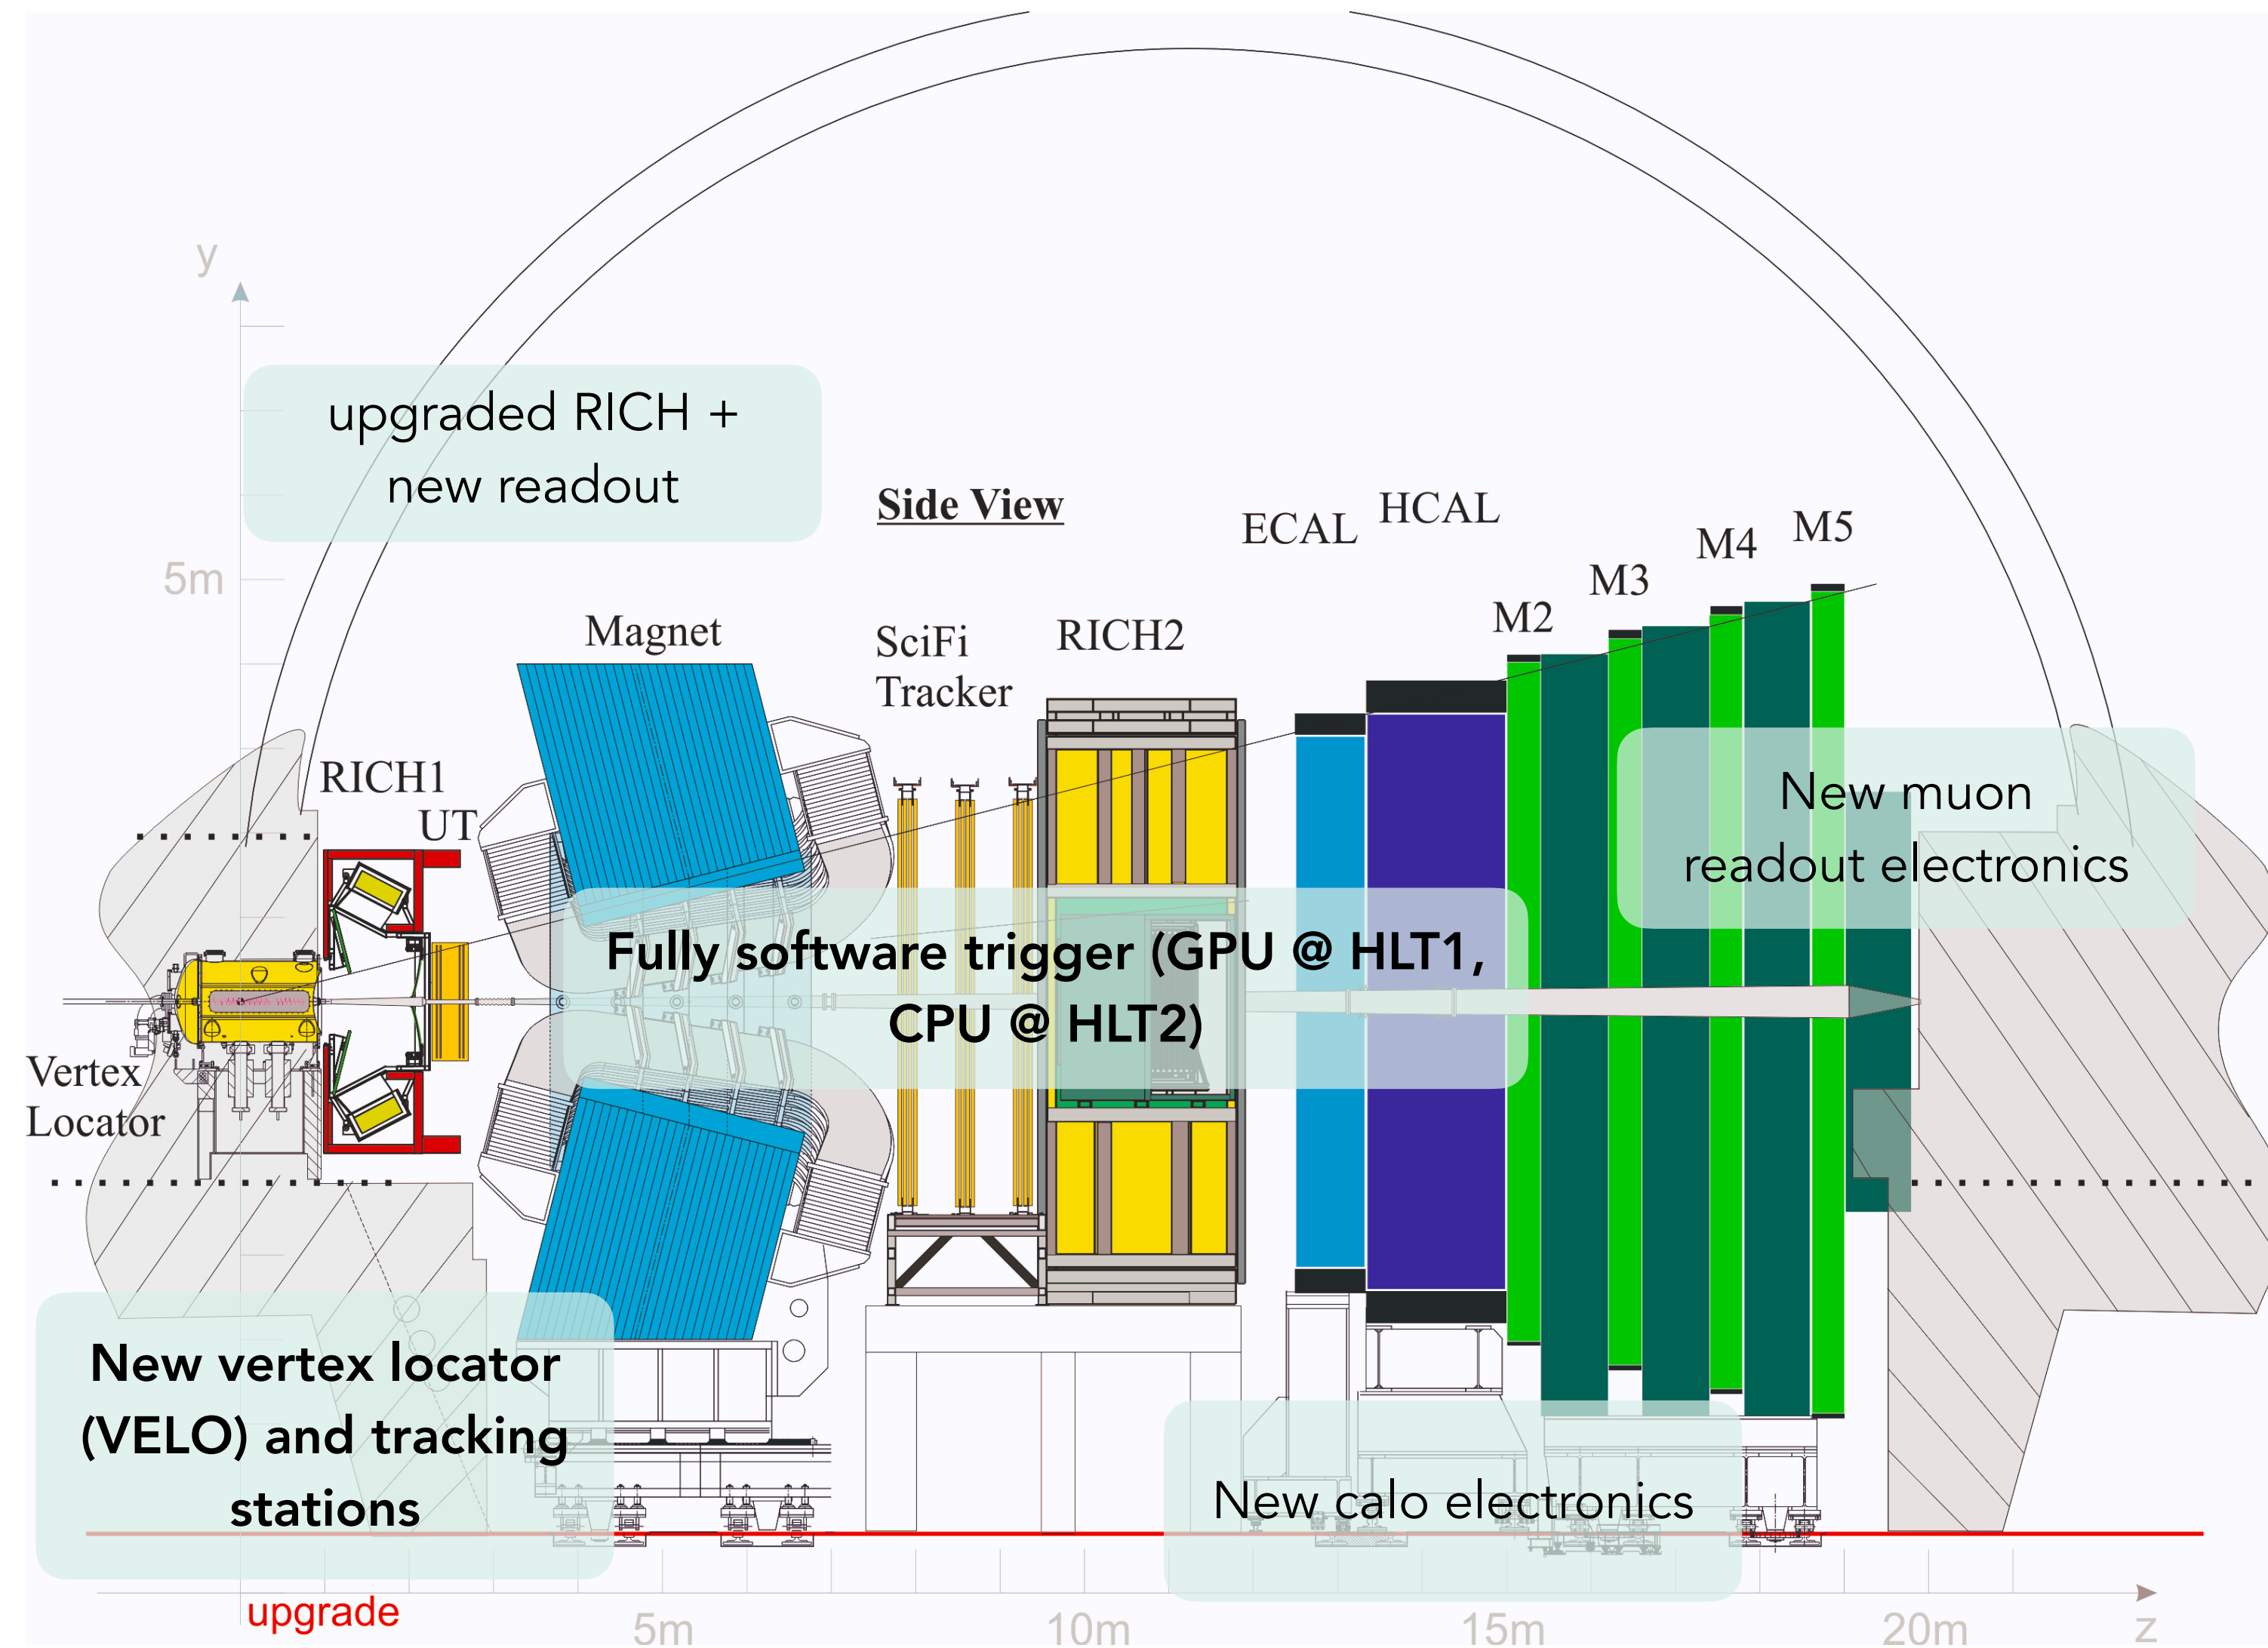 y
upgraded RICH +
new readout
5m
Side View
ECAL
HCAL
M2
M3
M4
M5
Magnet
SciFi
Tracker
RICH2
RICH1
UT
New muon
readout electronics
Fully software trigger (GPU @ HLT1,
CPU @ HLT2)
Vertex
Locator
New vertex locator
(VELO) and tracking
stations
New calo electronics
upgrade
5m
10m
15m
20m
z